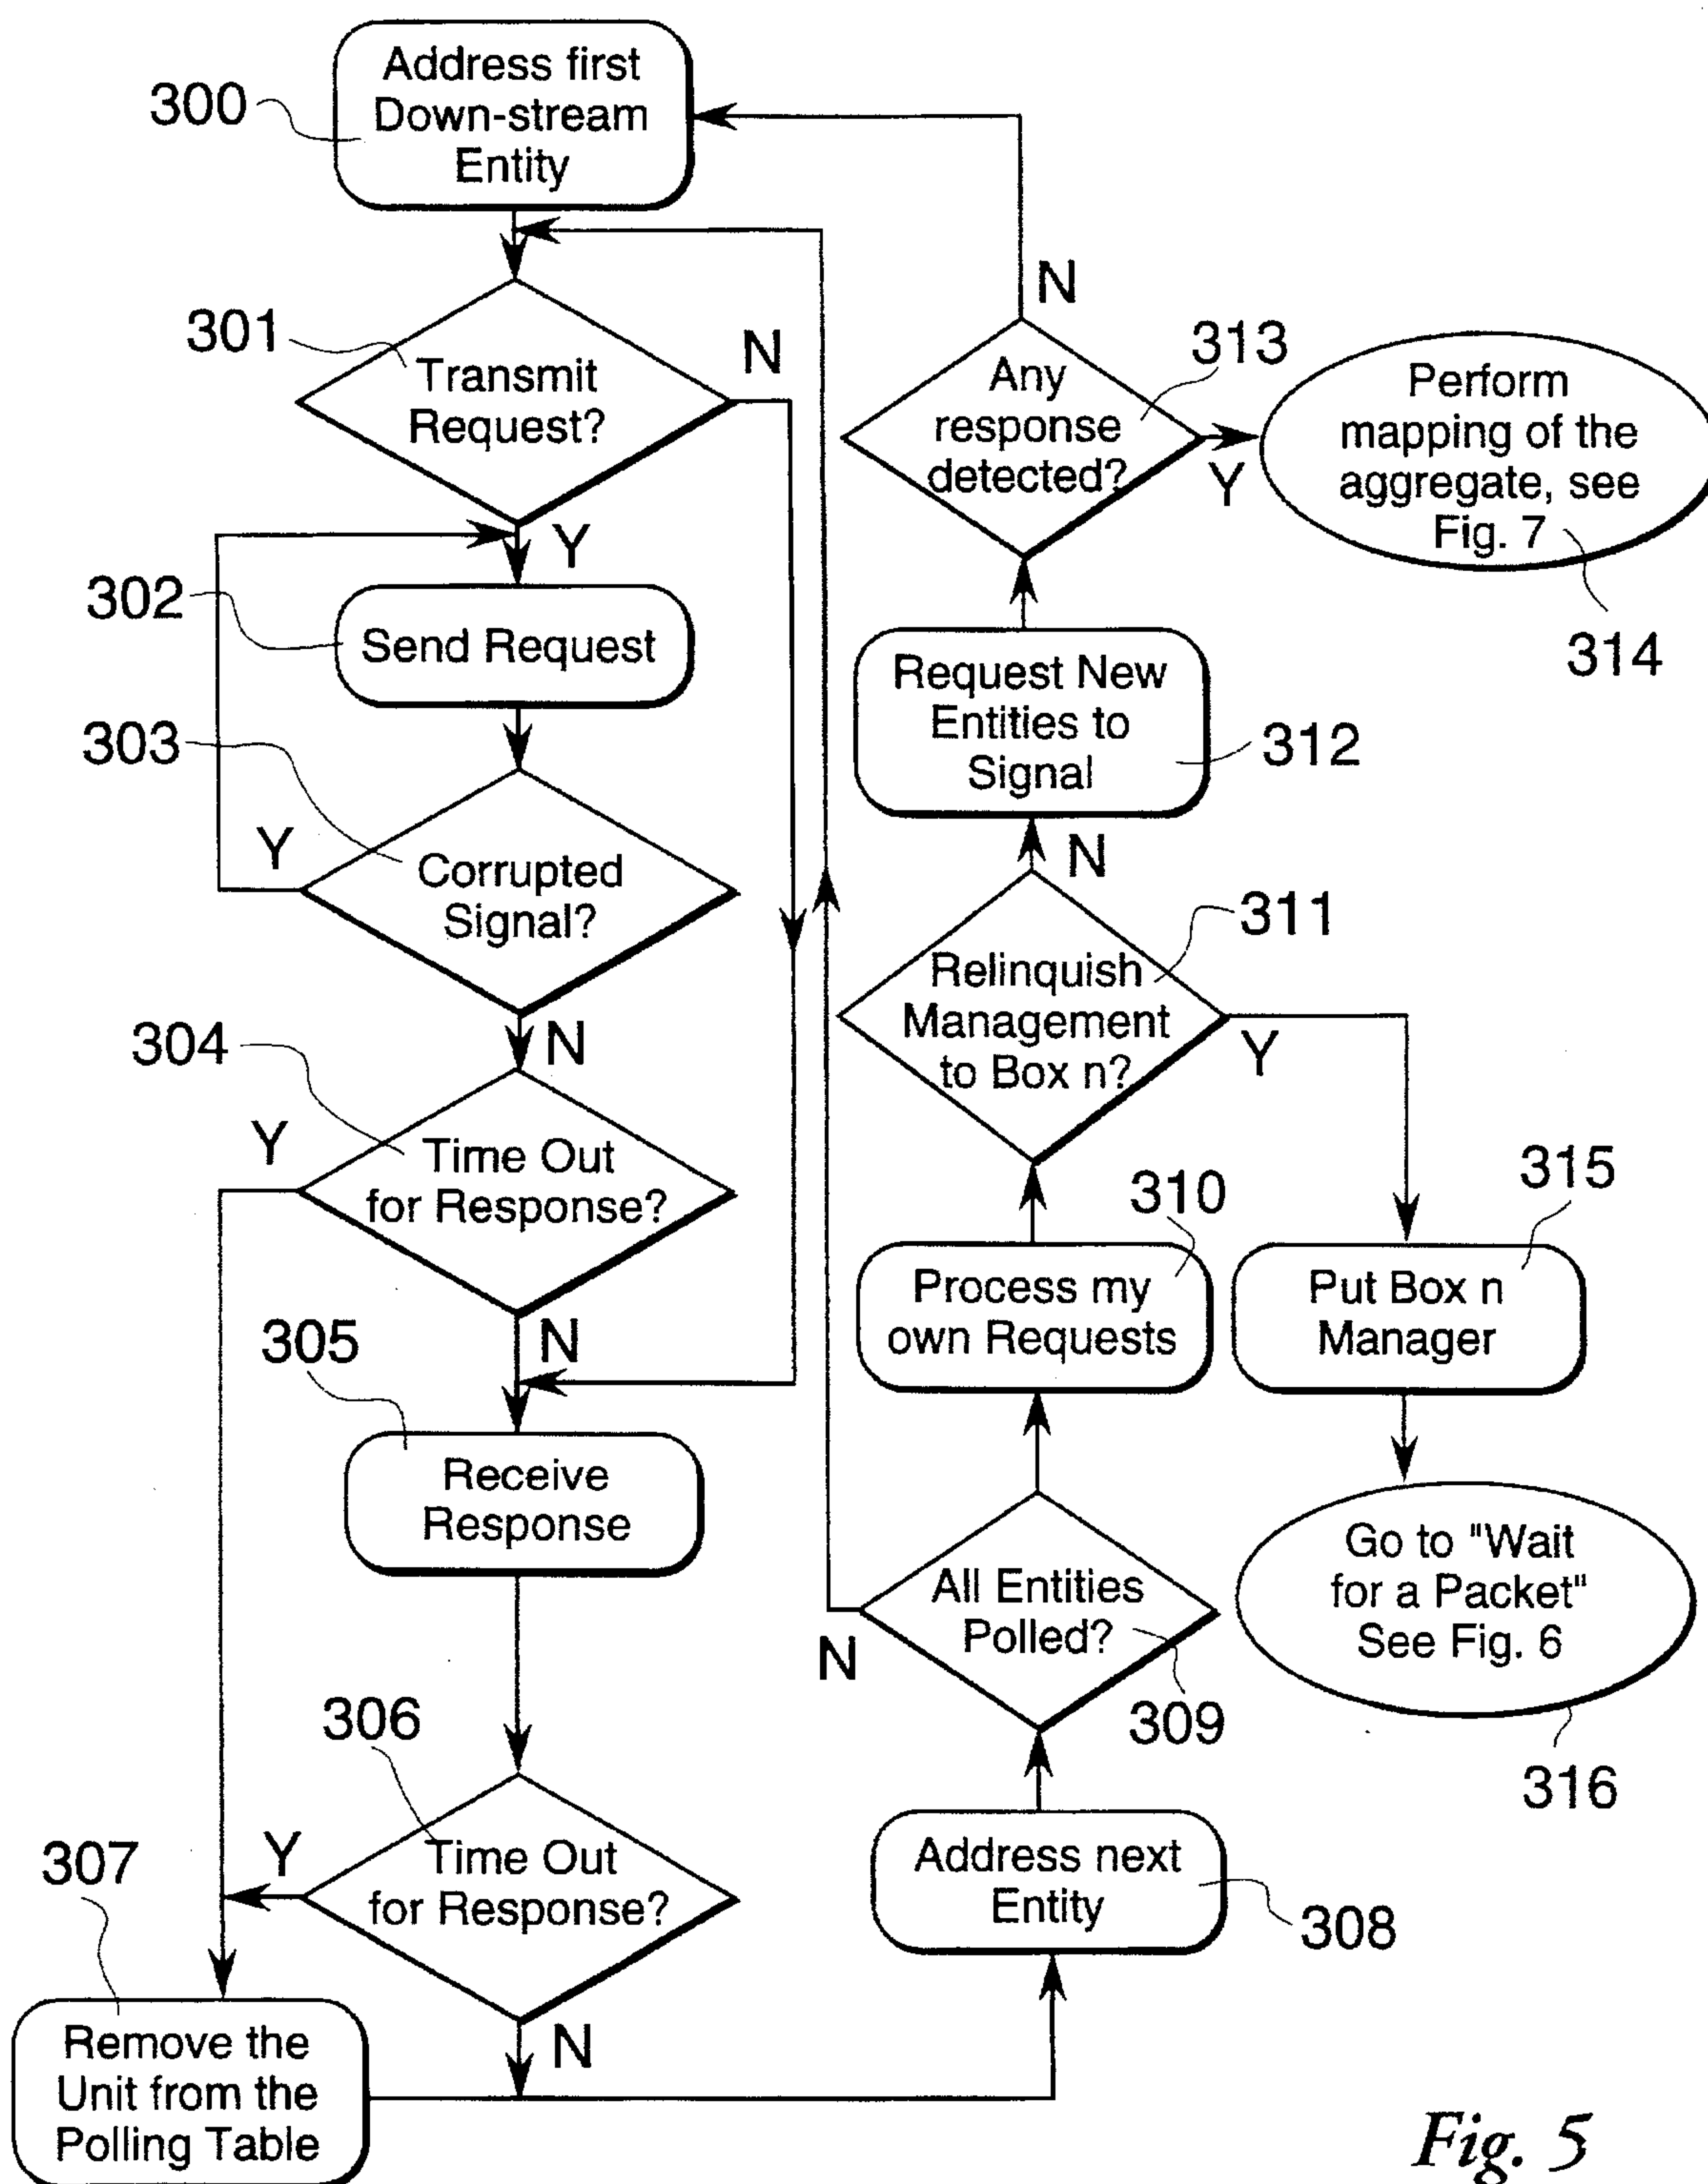 300
Address first
Down-stream
Entity
301
Transmit
Request?
N
Y
302
Send Request
303
Y
Corrupted
Signal?
304
N
Y
Time Out
for Response?
305
N
Receive
Response
306
Y
Time Out
for Response?
307
N
Remove the
Unit from the
Polling Table
N
313
Any
response
detected?
Y
Perform
mapping of the
aggregate, see
Fig. 7
314
Request New
Entities to
Signal
312
N
311
Relinquish
Management
to Box n?
Y
310
315
Process my
own Requests
Put Box n
Manager
All Entities
Polled?
N
309
Go to "Wait
for a Packet"
See Fig. 6
316
Address next
Entity
308
Fig. 5